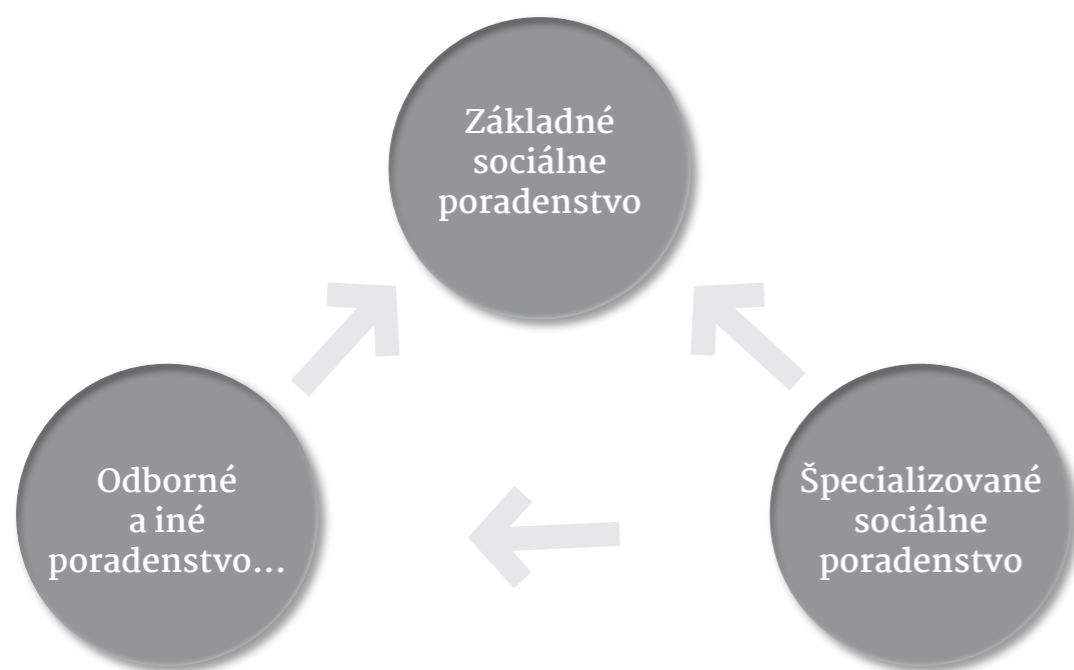 Základné
sociálne
poradenstvo
Odborné
a iné
poradenstvo...
Špecializované
sociálne
poradenstvo